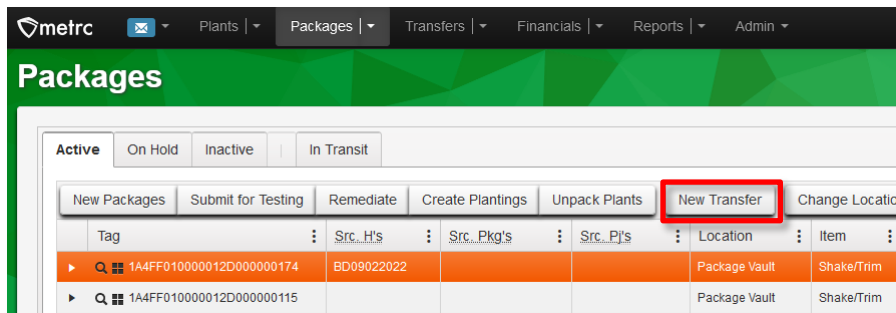 metrc Plants Packages Transfers Financials Reports Admin
Packages
Active On Hold Inactive In Transit
New Packages Submit for Testing Remediate Create Plantings Unpack Plants New Transfer Change Locatio
Tag Src. H's Src. Pkg's Src. Pj's Location Item
1A4FF010000012D000000174 BD09022022 Package Vault Shake/Trim
1A4FF010000012D000000115 Package Vault Shake/Trim